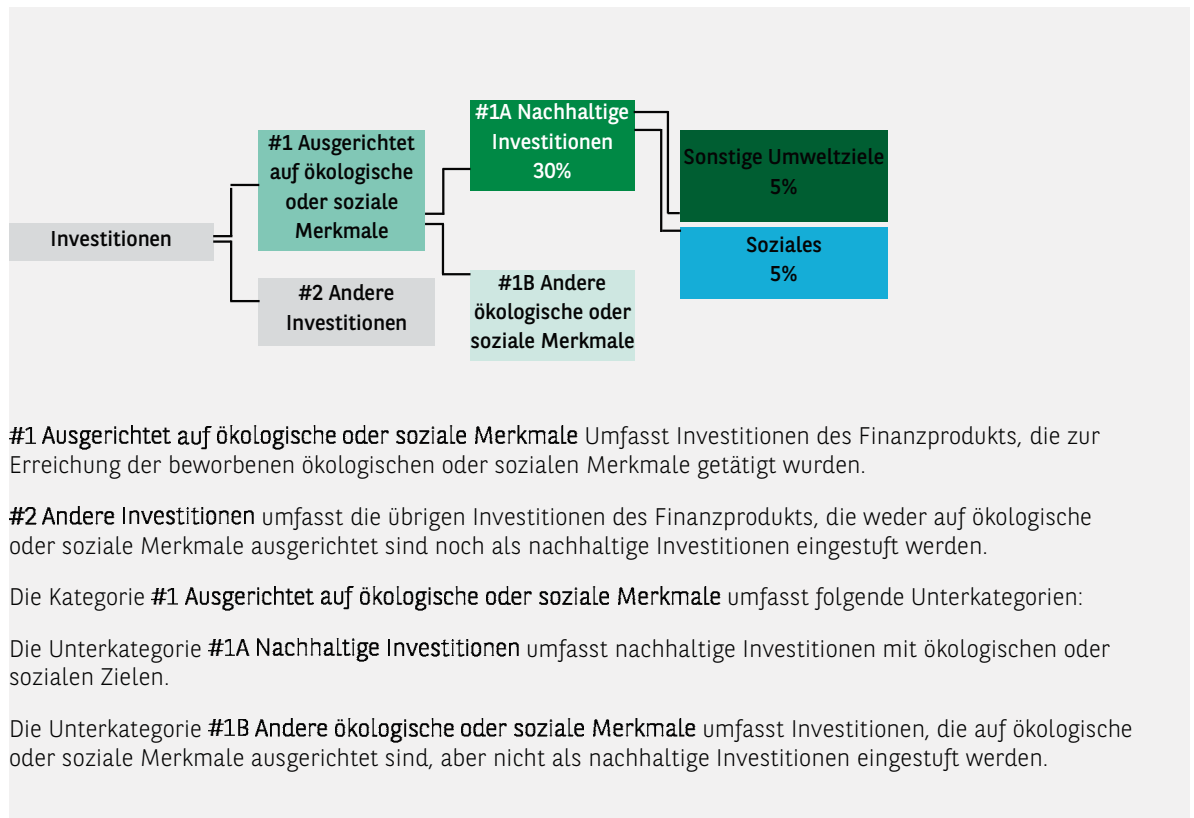 #1A Nachhaltige
Investitionen
30%
#1 Ausgerichtet
auf ökologische
oder soziale
Merkmale
Sonstige Umweltziele
5%
Investitionen
Soziales
5%
#2 Andere
Investitionen
#1B Andere
ökologische oder
soziale Merkmale
#1 Ausgerichtet auf ökologische oder soziale Merkmale Umfasst Investitionen des Finanzprodukts, die zur
Erreichung der beworbenen ökologischen oder sozialen Merkmale getätigt wurden.
#2 Andere Investitionen umfasst die übrigen Investitionen des Finanzprodukts, die weder auf ökologische
oder soziale Merkmale ausgerichtet sind noch als nachhaltige Investitionen eingestuft werden.
Die Kategorie #1 Ausgerichtet auf ökologische oder soziale Merkmale umfasst folgende Unterkategorien:
Die Unterkategorie #1A Nachhaltige Investitionen umfasst nachhaltige Investitionen mit ökologischen oder
sozialen Zielen.
Die Unterkategorie #1B Andere ökologische oder soziale Merkmale umfasst Investitionen, die auf ökologische
oder soziale Merkmale ausgerichtet sind, aber nicht als nachhaltige Investitionen eingestuft werden.